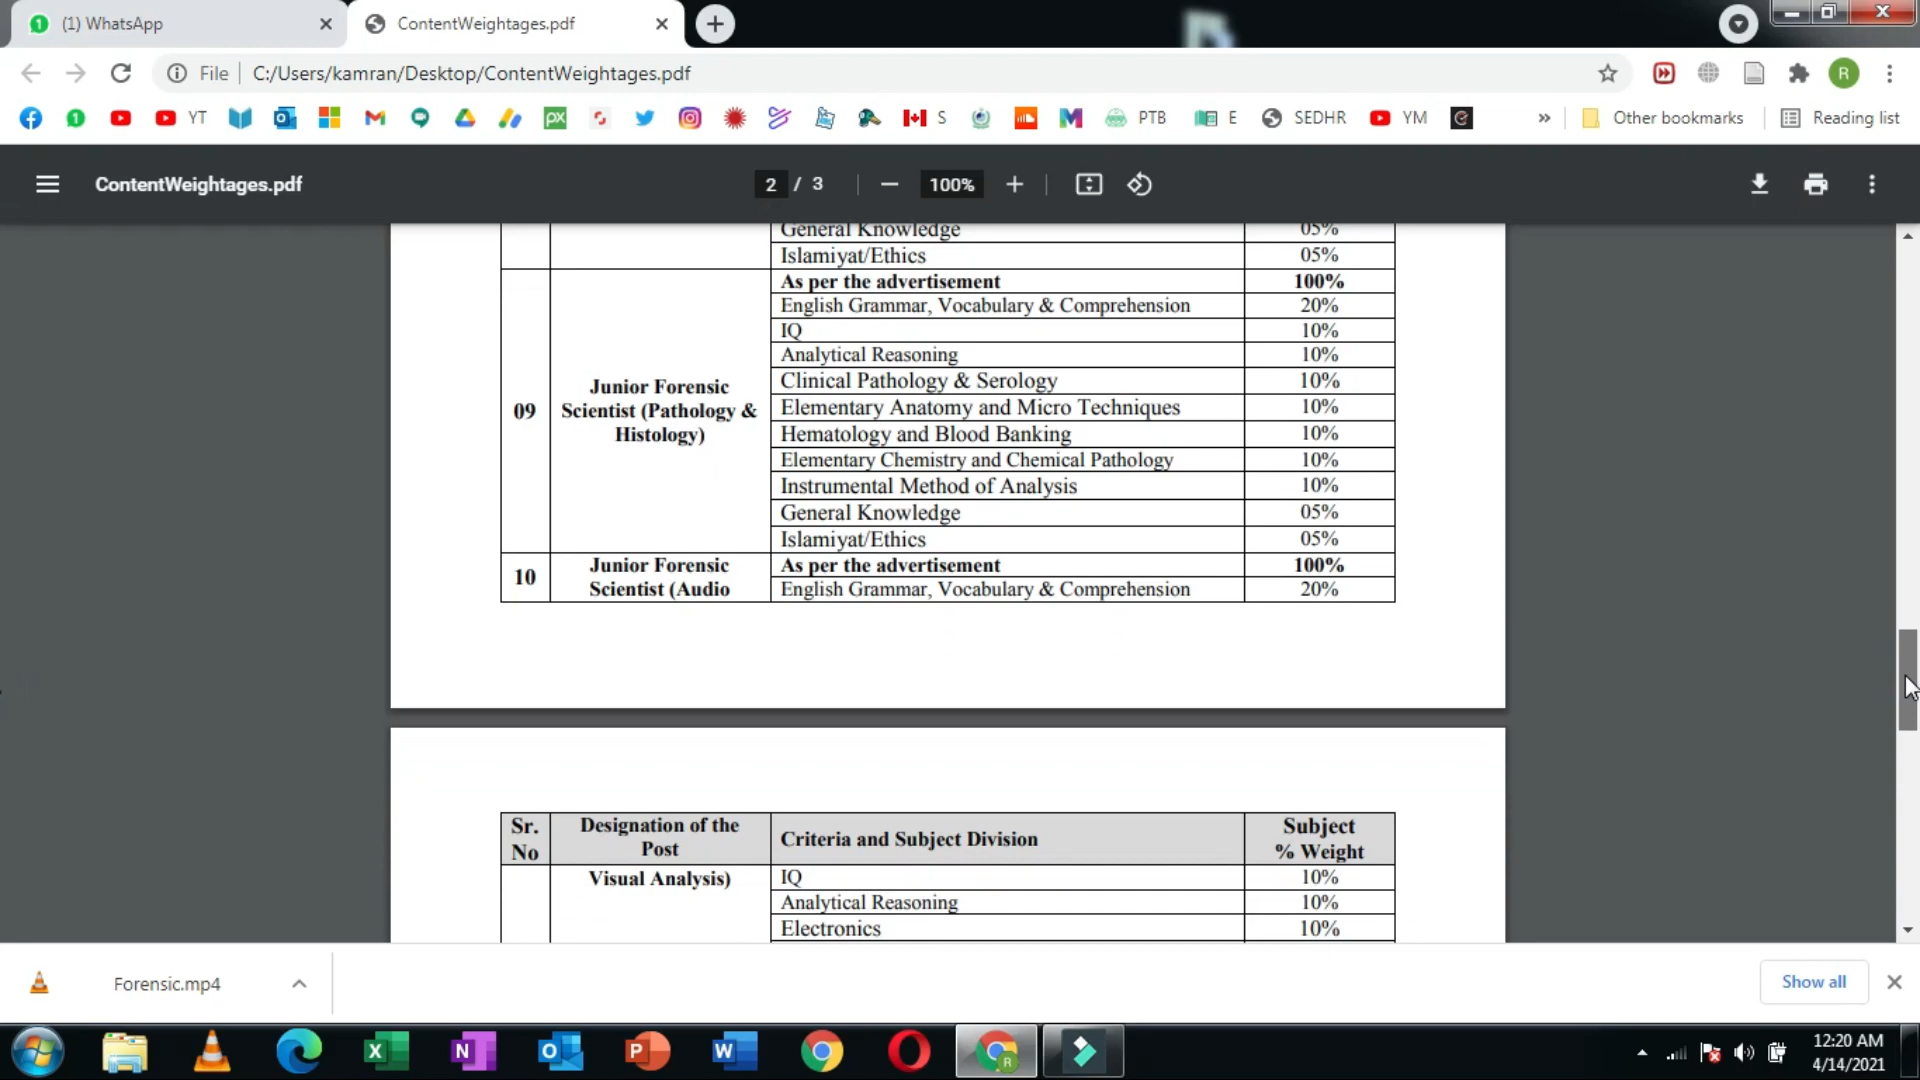 (1) WhatsApp
ContentWeightages.pdf
File C:/Users/kamran/Desktop/ContentWeightages.pdf
R
YT
px
S
PTB
E
SEDHR
YM
Other bookmarks
Reading list
ContentWeightages.pdf
2 / 3
100%
General Knowledge 05%
Islamiyat/Ethics 05%
09
Junior Forensic
Scientist (Pathology &
Histology)
As per the advertisement 100%
English Grammar, Vocabulary & Comprehension 20%
IQ 10%
Analytical Reasoning 10%
Clinical Pathology & Serology 10%
Elementary Anatomy and Micro Techniques 10%
Hematology and Blood Banking 10%
Elementary Chemistry and Chemical Pathology 10%
Instrumental Method of Analysis 10%
General Knowledge 05%
Islamiyat/Ethics 05%
10
Junior Forensic
Scientist (Audio
As per the advertisement 100%
English Grammar, Vocabulary & Comprehension 20%
Sr.
No
Designation of the
Post
Criteria and Subject Division
Subject
% Weight
Visual Analysis)
IQ 10%
Analytical Reasoning 10%
Electronics 10%
Forensic.mp4
Show all
12:20 AM
4/14/2021